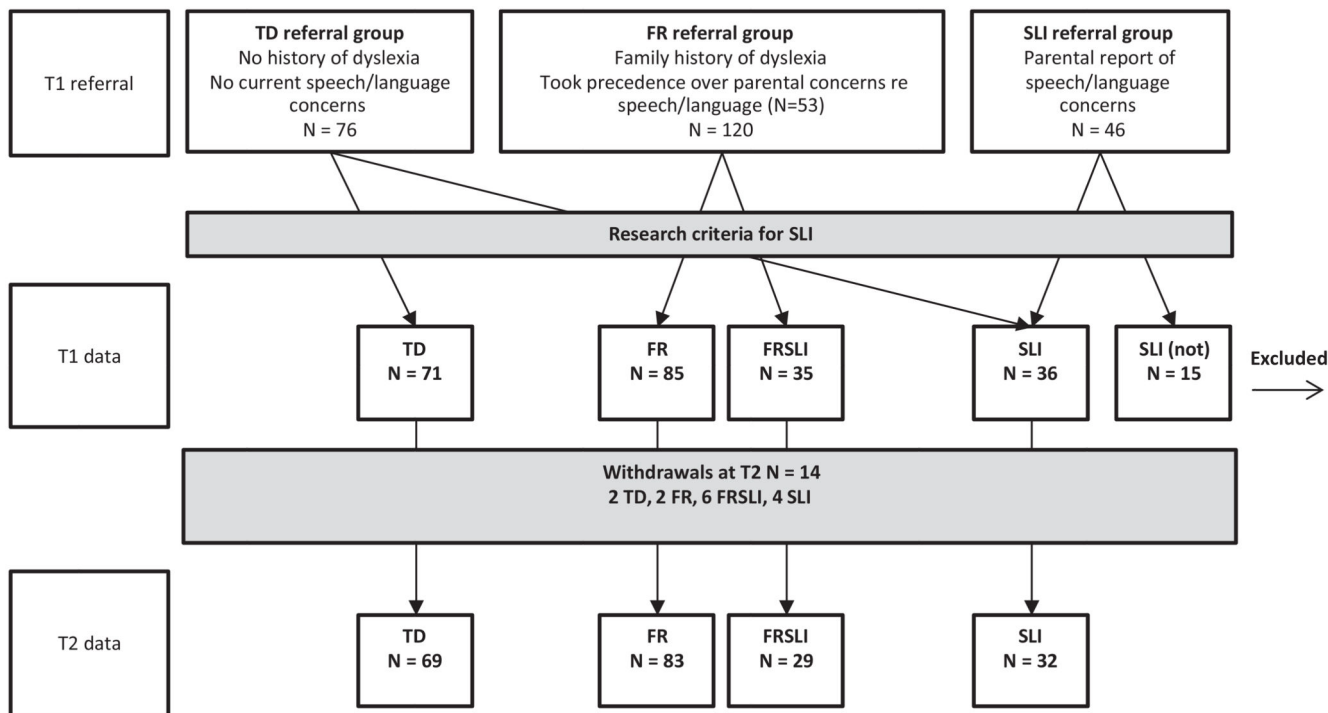 T1 referral
TD referral group
No history of dyslexia
No current speech/language
concerns
N = 76
FR referral group
Family history of dyslexia
Took precedence over parental concerns re
speech/language (N=53)
N = 120
SLI referral group
Parental report of
speech/language
concerns
N = 46
Research criteria for SLI
T1 data
TD
N = 71
FR
N = 85
FRSLI
N = 35
SLI
N = 36
SLI (not)
N = 15
Excluded
Withdrawals at T2 N = 14
2 TD, 2 FR, 6 FRSLI, 4 SLI
T2 data
TD
N = 69
FR
N = 83
FRSLI
N = 29
SLI
N = 32